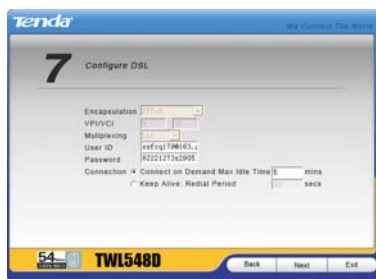 Tenda
We Connect The World
7 Configure DSL
Encapsulation
VPI/VCI
Multiplexing
User ID
Password
Connection Connect on Demand:Max Idle Time 5 mins
Keep Alive: Redial Period secs
54
TWL548D
Back Next Exit